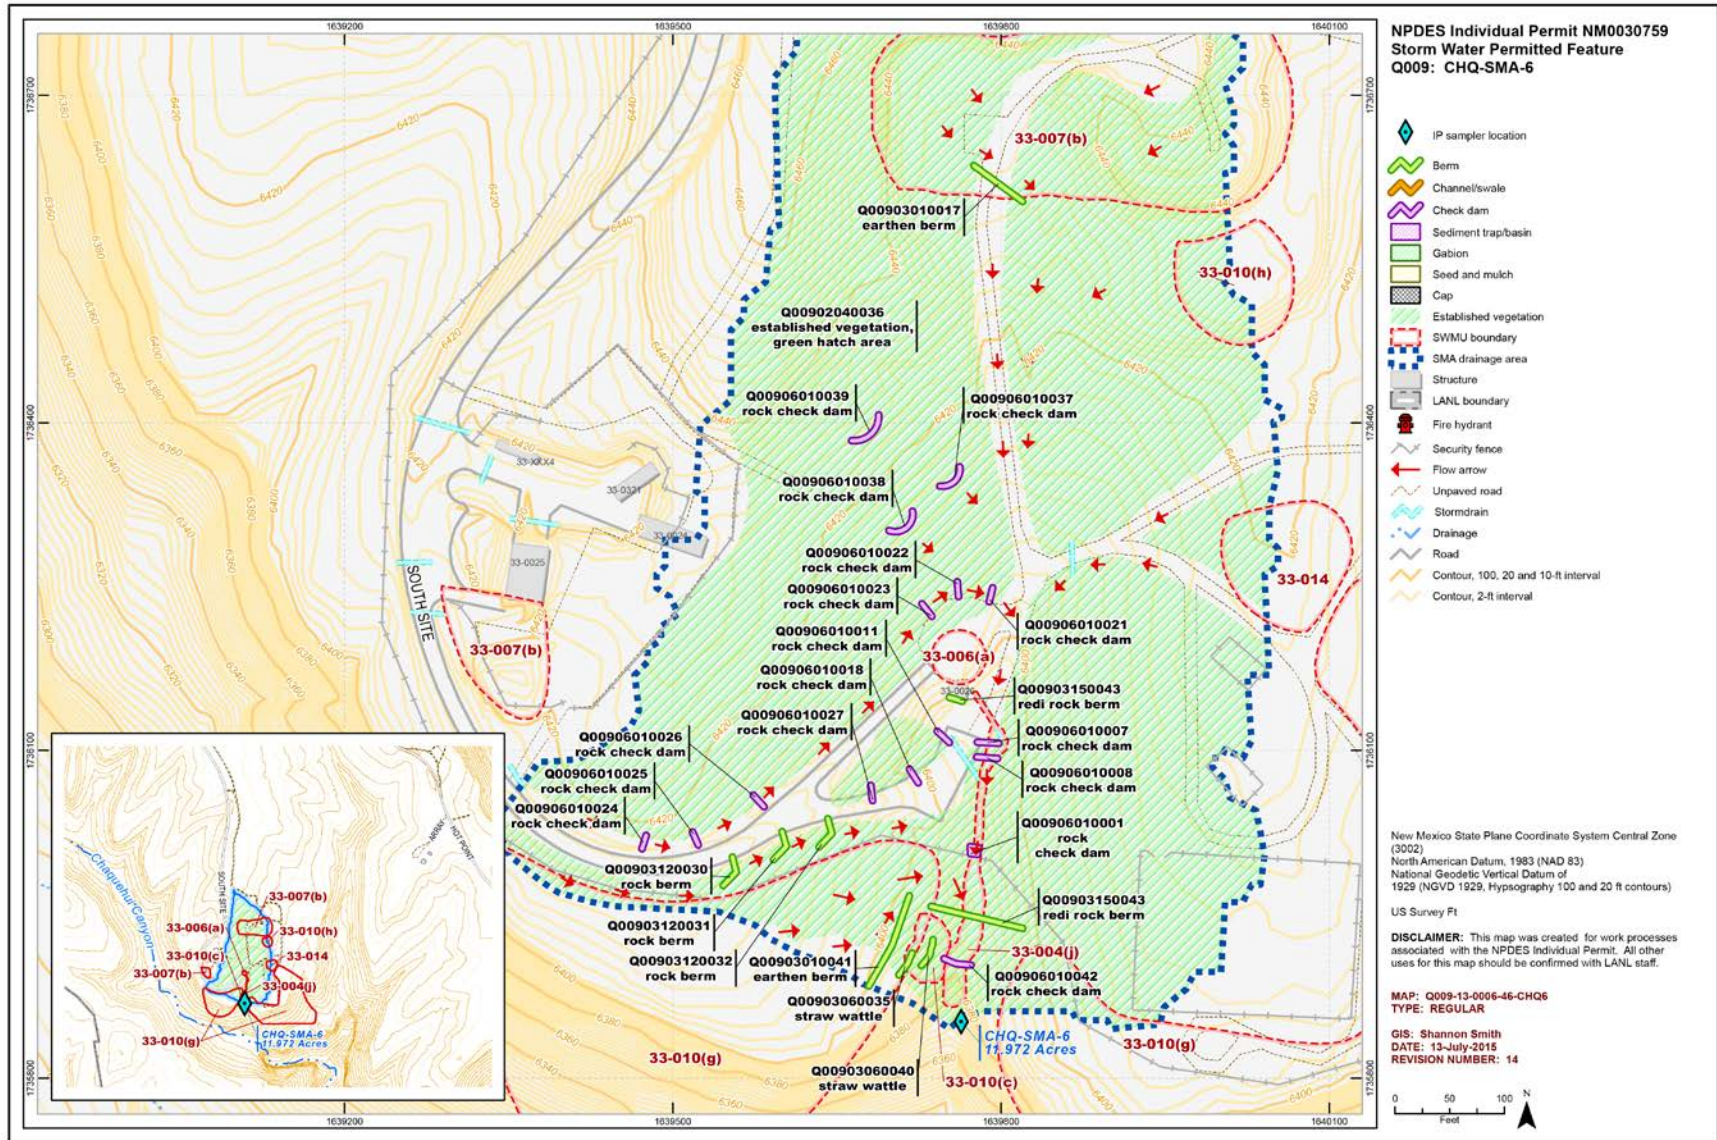 NPDES Individual Permit NM0030759
Storm Water Permitted Feature
Q009: CHQ-SMA-6
IP sampler location
Berm
Channel/swale
Check dam
Sediment trap/basin
Gabion
Seed and mulch
Cap
Established vegetation
SWMU boundary
SMA drainage area
Structure
LANL boundary
Fire hydrant
Security fence
Flow arrow
Unpaved road
Stormdrain
Drainage
Road
Contour, 100, 20 and 10-ft interval
Contour, 2-ft interval
New Mexico State Plane Coordinate System Central Zone
(3002)
North American Datum, 1983 (NAD 83)
National Geodetic Vertical Datum of
1929 (NGVD 1929, Hypsography 100 and 20 ft contours)
US Survey Ft
DISCLAIMER: This map was created for work processes
associated with the NPDES Individual Permit. All other
uses for this map should be confirmed with LANL staff.
MAP: Q009-13-0006-46-CHQ6
TYPE: REGULAR
GIS: Shannon Smith
DATE: 13-July-2015
REVISION NUMBER: 14
0 50 100
Feet
N
1639200 1639500 1639800 1640100
1736700
1736400
1736100
1735800
33-007(b)
Q00903010017
earthen berm
33-010(h)
Q00902040036
established vegetation,
green hatch area
Q00906010039
rock check dam
Q00906010037
rock check dam
Q00906010038
rock check dam
33-XXX4
33-0321
33-0025
SOUTH SITE
33-007(b)
33-014
Q00906010022
rock check dam
Q00906010023
rock check dam
Q00906010021
rock check dam
Q00906010011
rock check dam
33-006(a)
Q00906010018
rock check dam
Q00903150043
redi rock berm
Q00906010027
rock check dam
Q00906010007
rock check dam
Q00906010026
rock check dam
Q00906010008
rock check dam
Q00906010025
rock check dam
Q00906010024
rock check dam
Q00906010001
rock
check dam
Q00903120030
rock berm
Q00903150043
redi rock berm
Q00903120031
rock berm
Q00903120032
rock berm
Q00903010041
earthen berm
33-004(j)
Q00906010042
rock check dam
Q00903060035
straw wattle
CHQ-SMA-6
11.972 Acres
33-010(g)
33-010(g)
Q00903060040
straw wattle
33-010(c)
Chaquehui Canyon
SOUTH SITE
ARRAY
HOT POINT
33-007(b)
33-006(a)
33-010(h)
33-010(c)
33-014
33-007(b)
33-004(j)
CHQ-SMA-6
11.972 Acres
33-010(g)
1639200 1639500 1639800 1640100